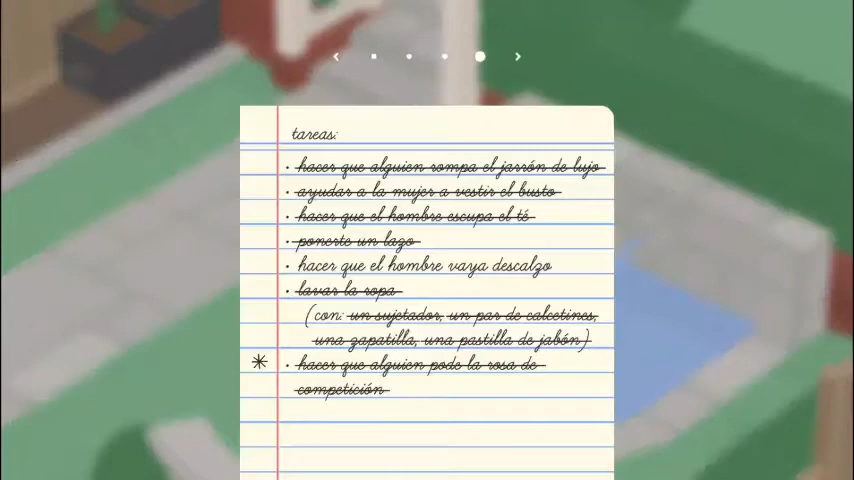 tareas:
• hacer que alguien rompa el jarrón de lujo
• ayudar a la mujer a vestir el busto
• hacer que el hombre escupa el té
• ponerte un lazo
• hacer que el hombre vaya descalzo
• lavar la ropa
(con: un sujetador, un par de calcetines,
una zapatilla, una pastilla de jabón)
• hacer que alguien pode la rosa de
competición